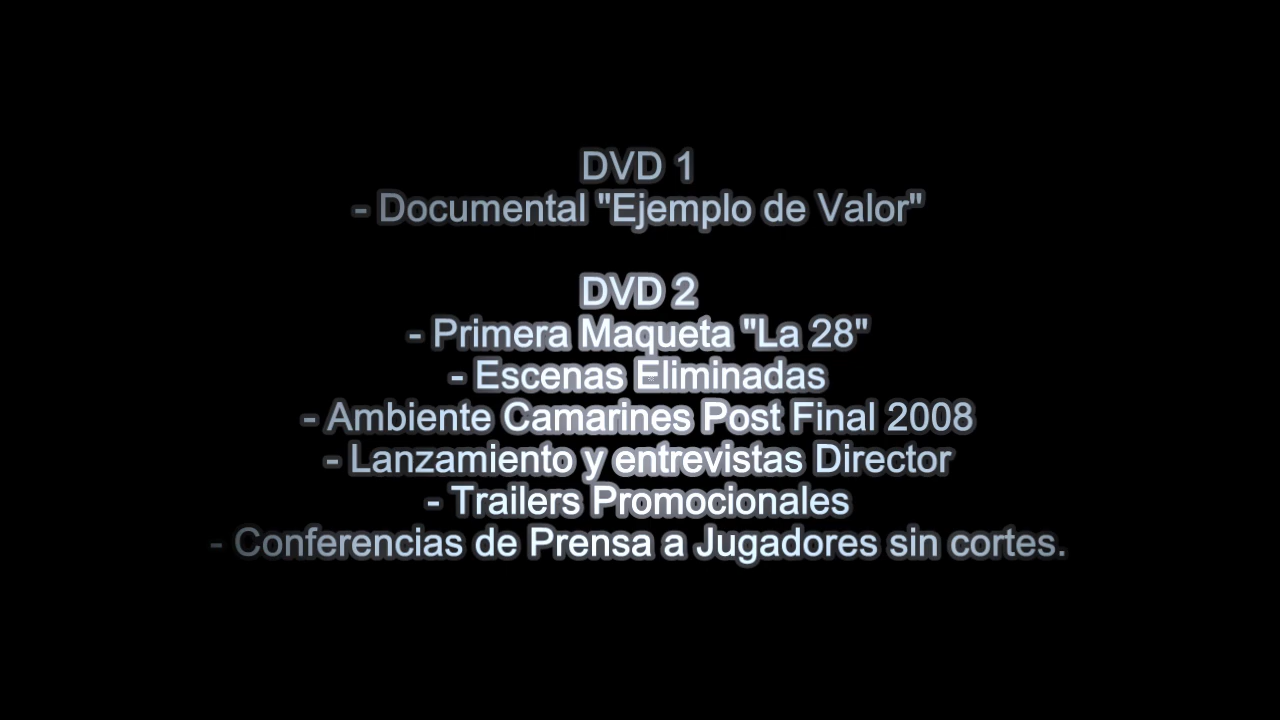 DVD 1
- Documental "Ejemplo de Valor"
DVD 2
- Primera Maqueta "La 28"
- Escenas Eliminadas
- Ambiente Camarines Post Final 2008
- Lanzamiento y entrevistas Director
- Trailers Promocionales
- Conferencias de Prensa a Jugadores sin cortes.